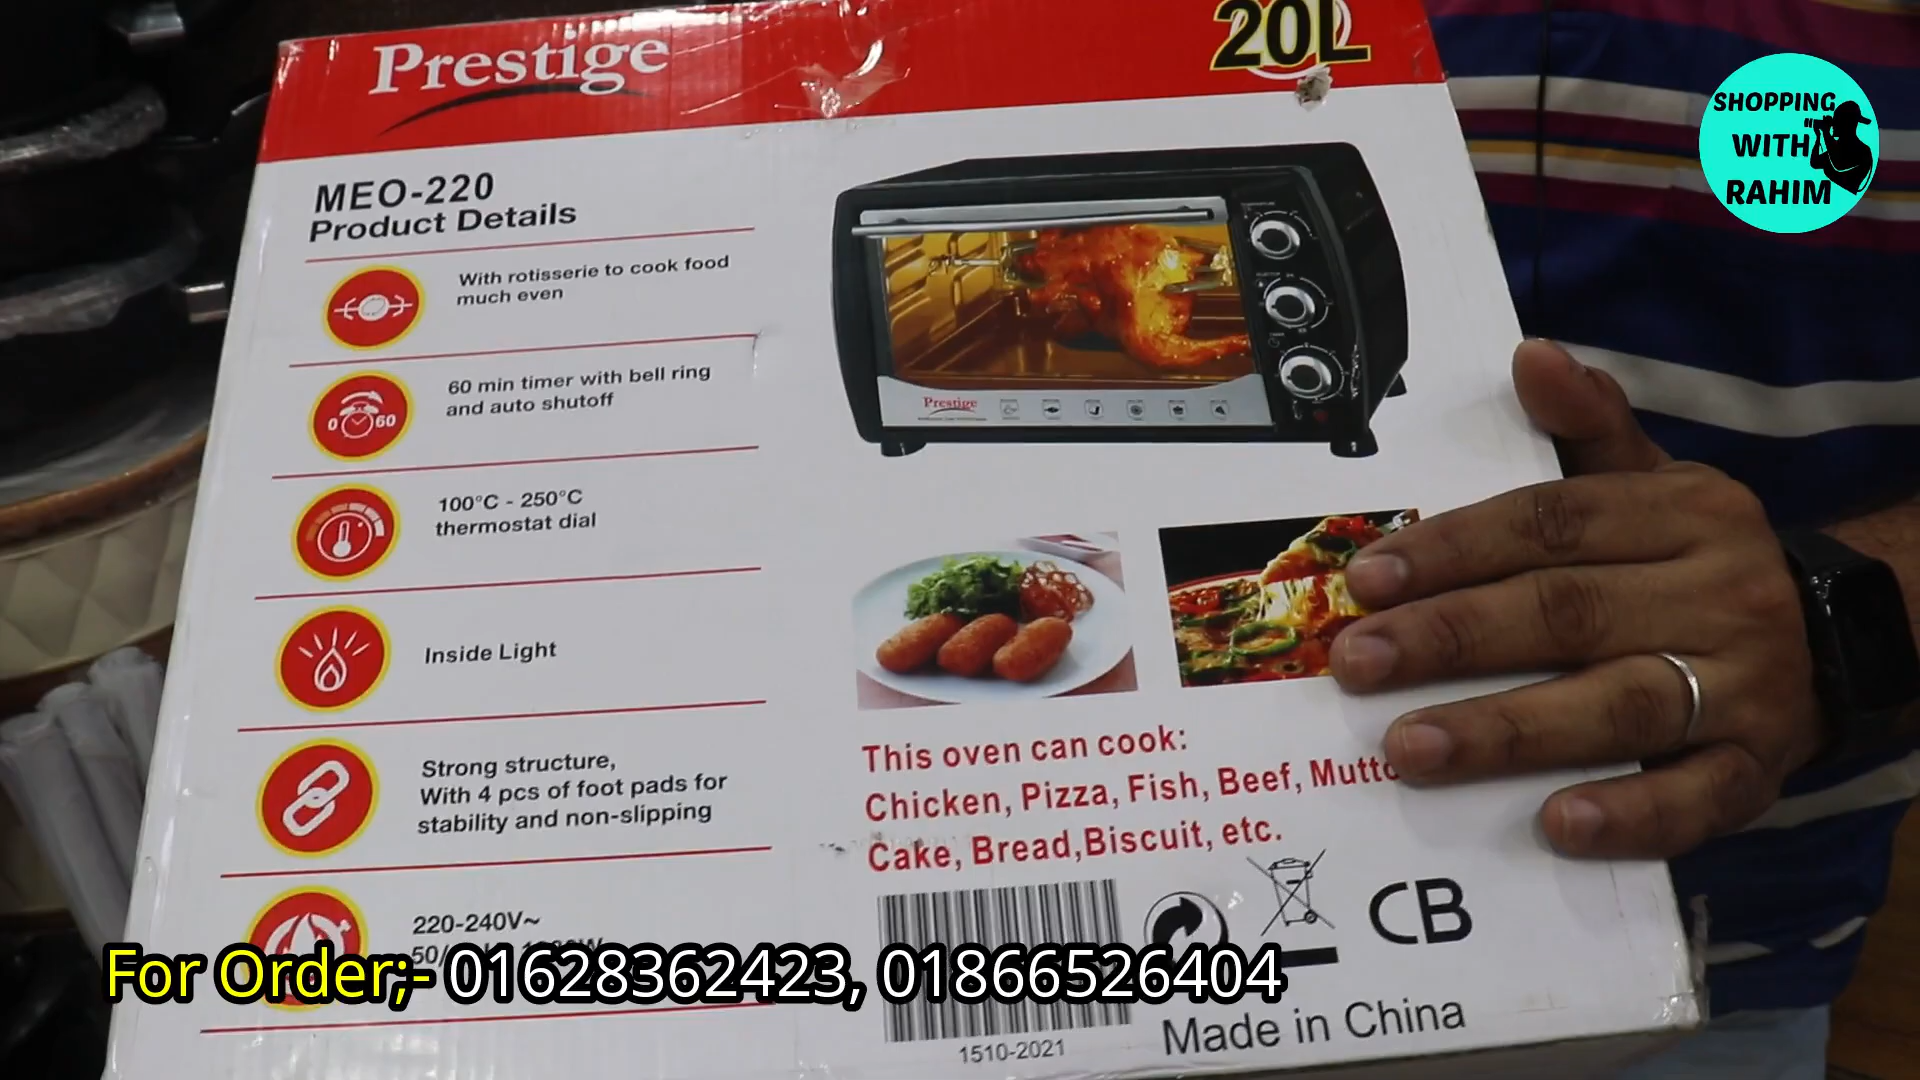 Prestige
20L
SHOPPING
WITH
RAHIM
MEO-220
Product Details
With rotisserie to cook food
much even
0 60
60 min timer with bell ring
and auto shutoff
100°C - 250°C
thermostat dial
Inside Light
Strong structure,
With 4 pcs of foot pads for
stability and non-slipping
220-240V~
Prestige
This oven can cook:
Chicken, Pizza, Fish, Beef,
Cake, Bread,Biscuit, etc.
CB
For Order;- 01628362423, 01866526404
1510-2021
Made in China